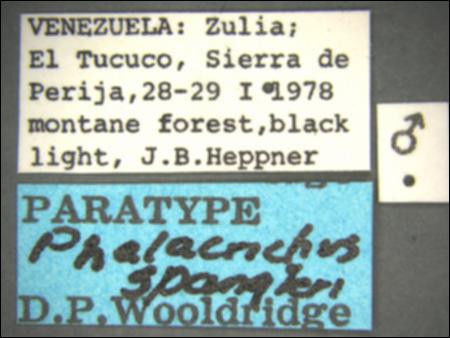 VENEZUELA: Zulia;
El Tucuco, Sierra de
Perija,28-29 I 1978
montane forest,black
light, J.B.Heppner
♂
PARATYPE
Phalacrichus
spangleri
D.P.Wooldridge